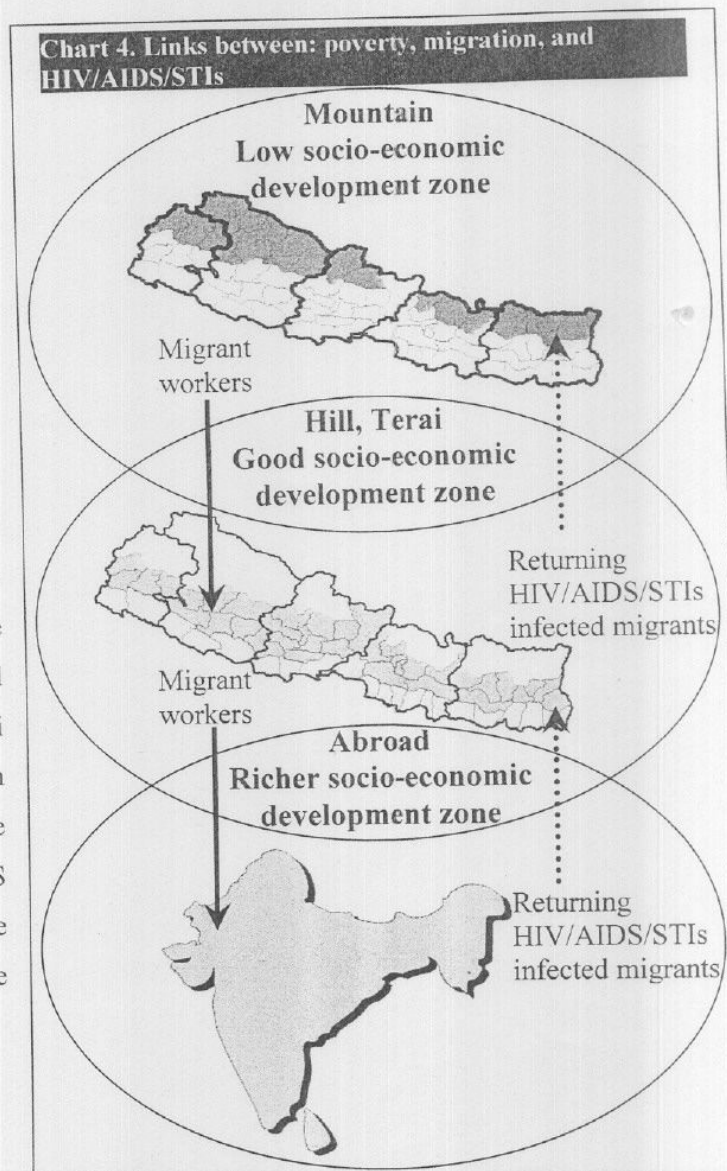 Chart 4. Links between: poverty, migration, and
HIV/AIDS/STIs
Mountain
Low socio-economic
development zone
Migrant
workers
Hill, Terai
Good socio-economic
development zone
Returning
HIV/AIDS/STIs
infected migrants
Migrant
workers
Abroad
Richer socio-economic
development zone
Returning
HIV/AIDS/STIs
infected migrants